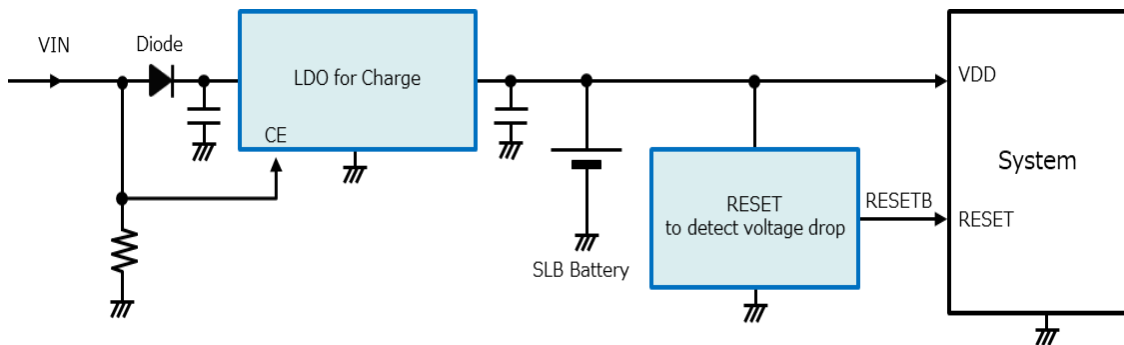 VIN
Diode
LDO for Charge
CE
VDD
System
RESET
to detect voltage drop
RESETB
RESET
SLB Battery